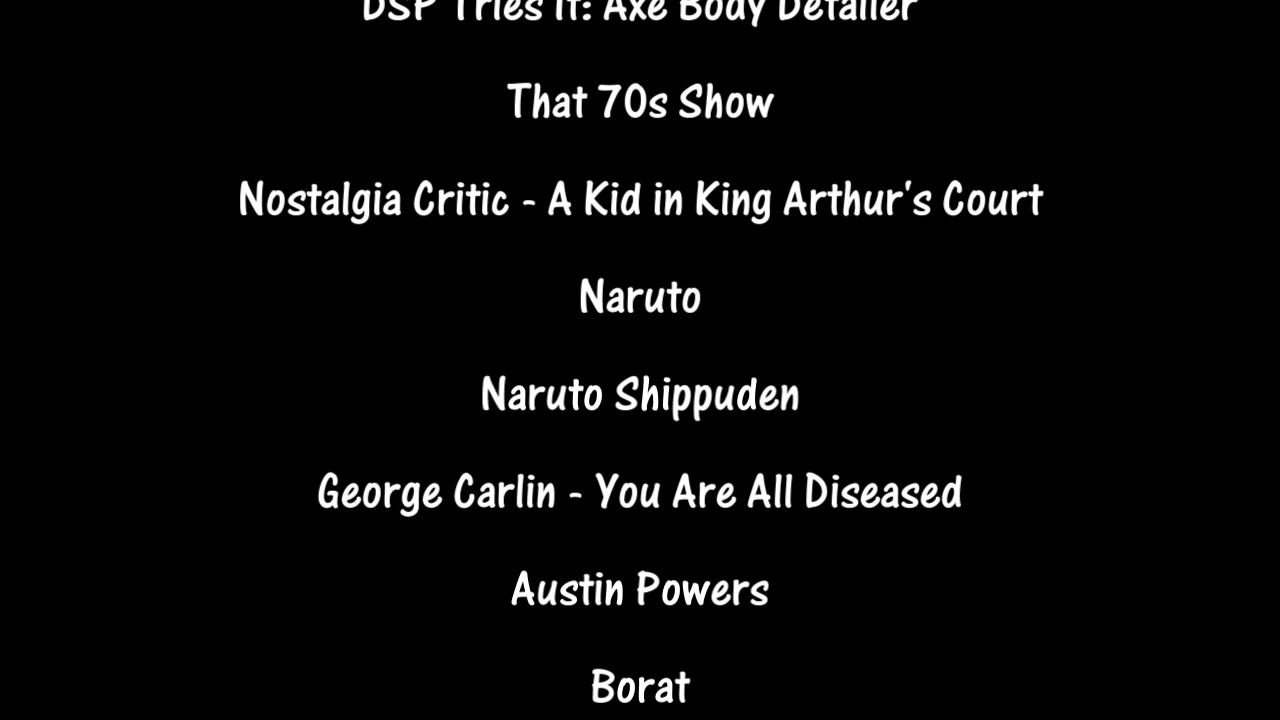 DSP Tries It: Axe Body Detailer
That 70s Show
Nostalgia Critic - A Kid in King Arthur's Court
Naruto
Naruto Shippuden
George Carlin - You Are All Diseased
Austin Powers
Borat